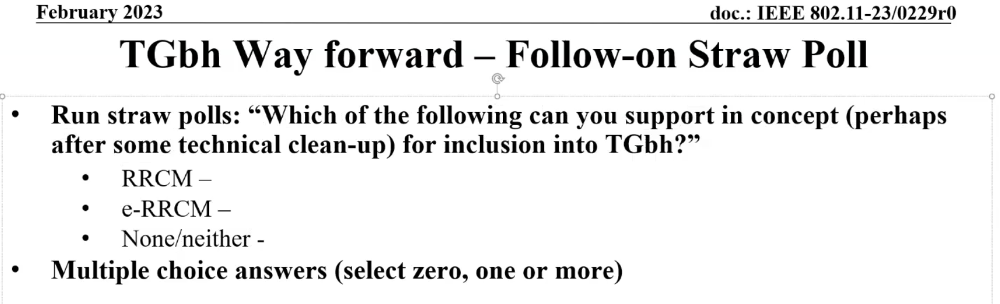 February 2023
doc.: IEEE 802.11-23/0229r0
TGbh Way forward – Follow-on Straw Poll
• Run straw polls: “Which of the following can you support in concept (perhaps
after some technical clean-up) for inclusion into TGbh?”
• RRCM –
• e-RRCM –
• None/neither -
• Multiple choice answers (select zero, one or more)